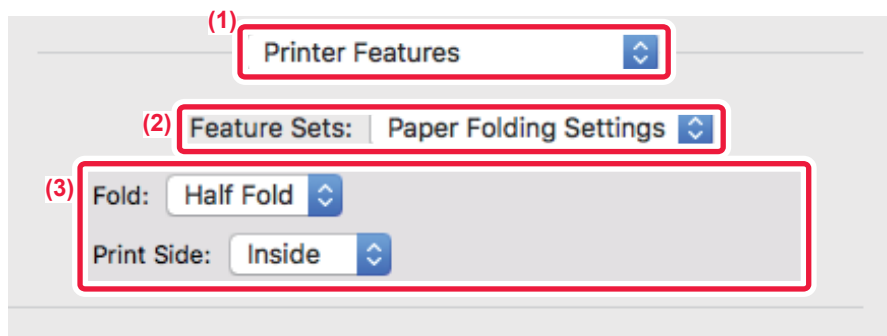 (1)
Printer Features
(2) Feature Sets: Paper Folding Settings
(3)
Fold: Half Fold
Print Side: Inside